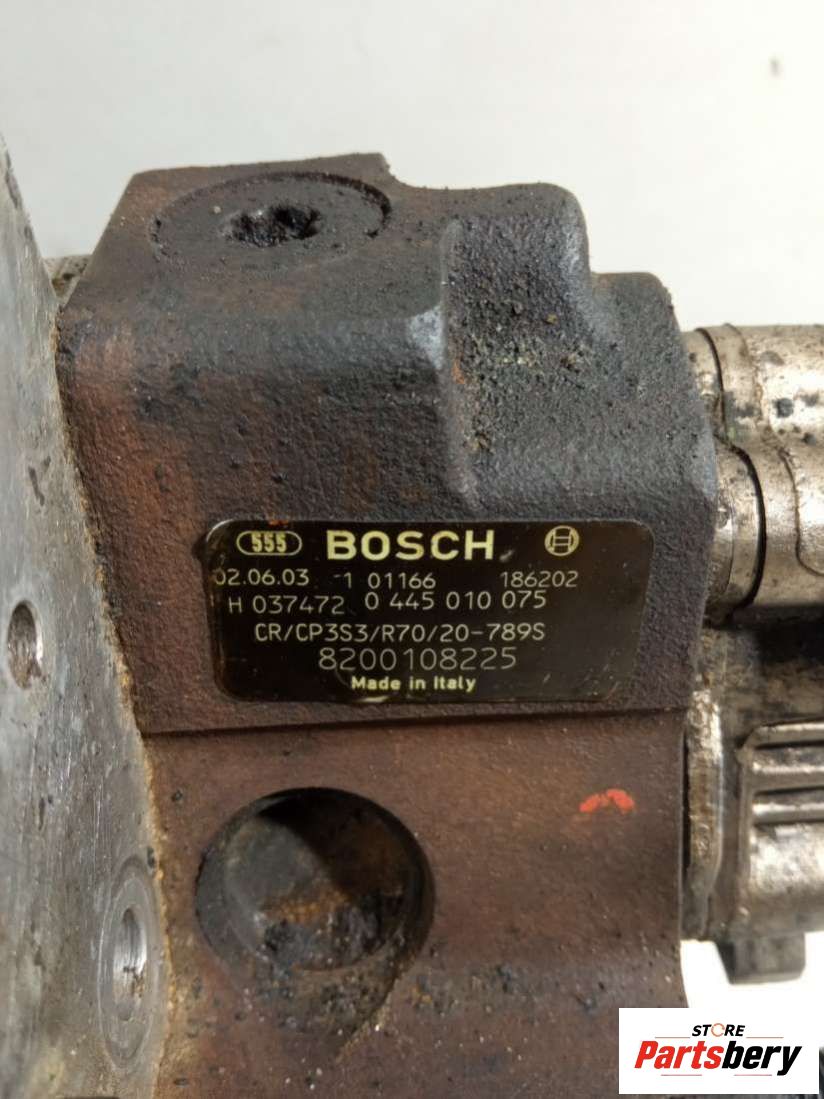 555 BOSCH
02.06.03 -1 01166 186202
H 037472 0 445 010 075
CR/CP3S3/R70/20-789S
8200108225
Made in Italy
STORE
Partsbery